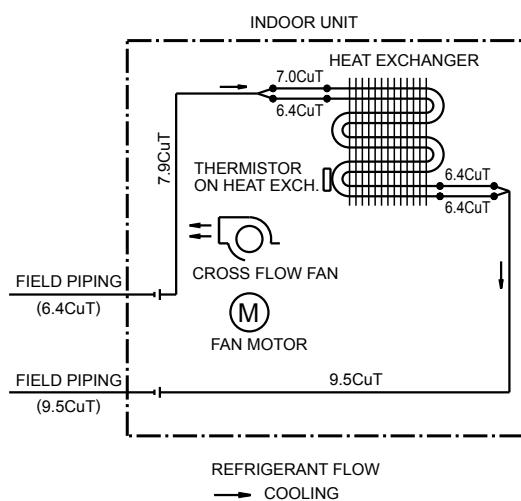 INDOOR UNIT
HEAT EXCHANGER
7.0CuT
6.4CuT
7.9CuT
THERMISTOR
ON HEAT EXCH.
6.4CuT
6.4CuT
CROSS FLOW FAN
FIELD PIPING
(6.4CuT)
M
FAN MOTOR
FIELD PIPING
(9.5CuT)
9.5CuT
REFRIGERANT FLOW
COOLING